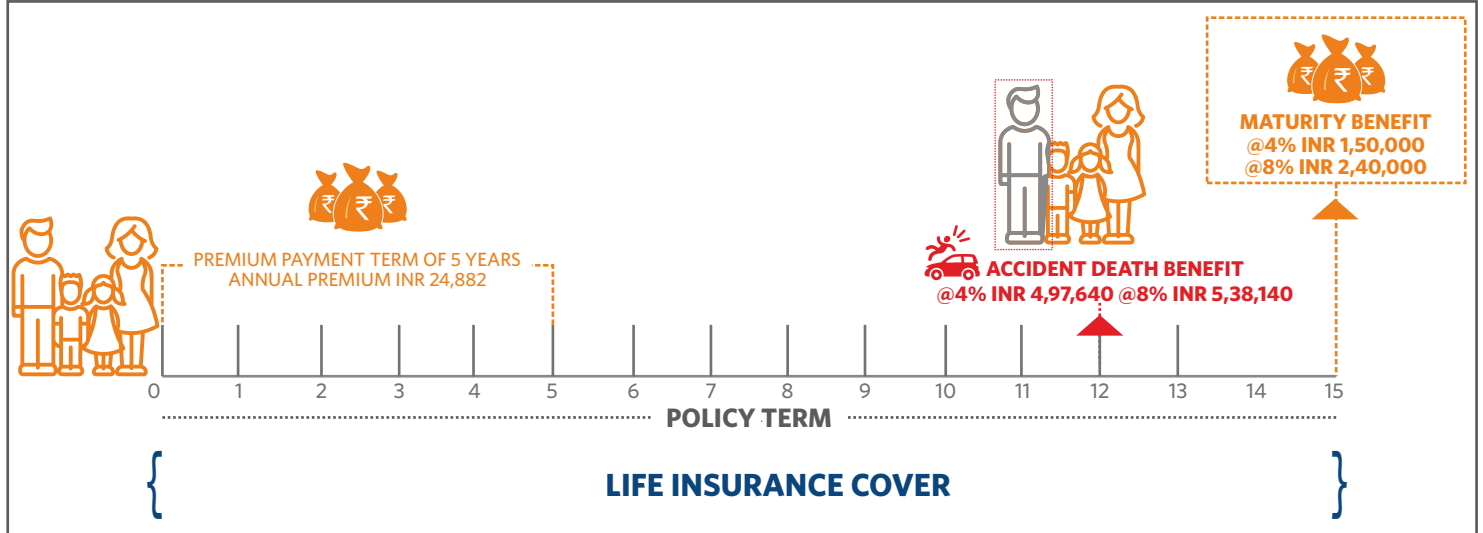 MATURITY BENEFIT
@4% INR 1,50,000
@8% INR 2,40,000
PREMIUM PAYMENT TERM OF 5 YEARS
ANNUAL PREMIUM INR 24,882
ACCIDENT DEATH BENEFIT
@4% INR 4,97,640 @8% INR 5,38,140
0 1 2 3 4 5 6 7 8 9 10 11 12 13 14 15
POLICY TERM
{ LIFE INSURANCE COVER }